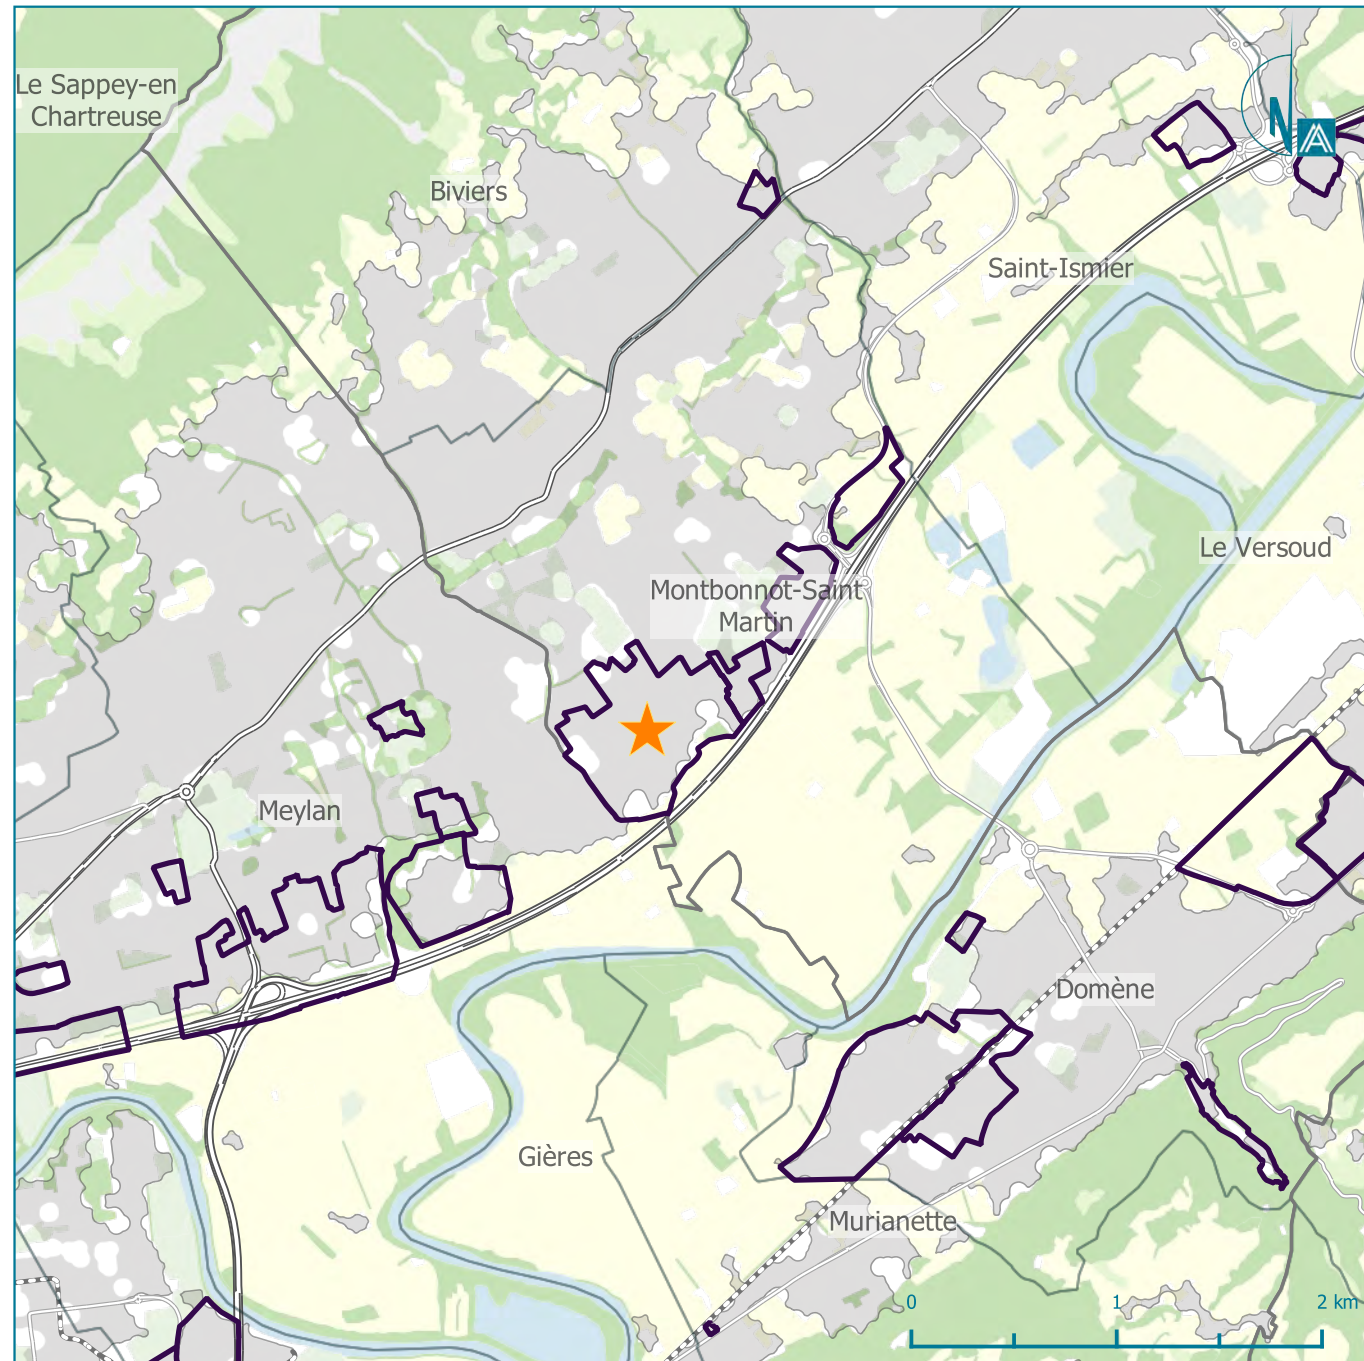 Le Sappey-en
Chartreuse
Biviers
N
Saint-Ismier
Le Versoud
Montbonnot-Saint
Martin
Meylan
Domène
Gières
Murianette
0 1 2 km